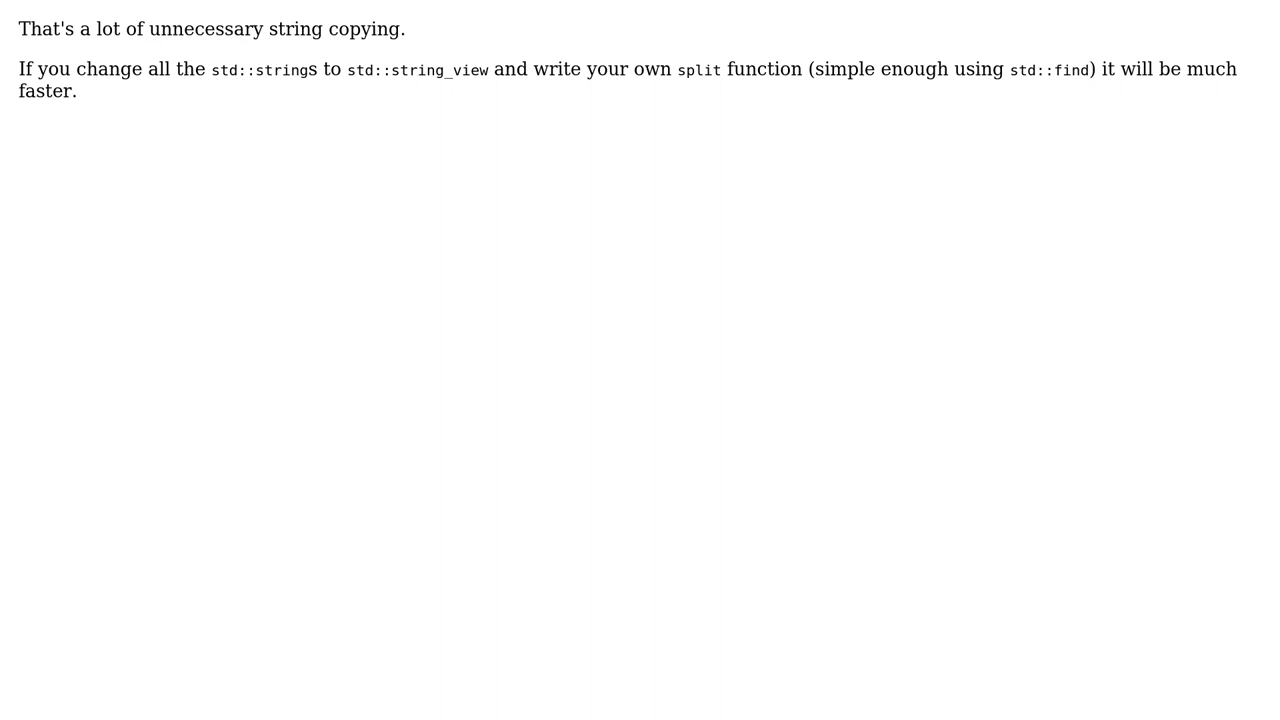 That's a lot of unnecessary string copying.
If you change all the std::strings to std::string_view and write your own split function (simple enough using std::find) it will be much
faster.